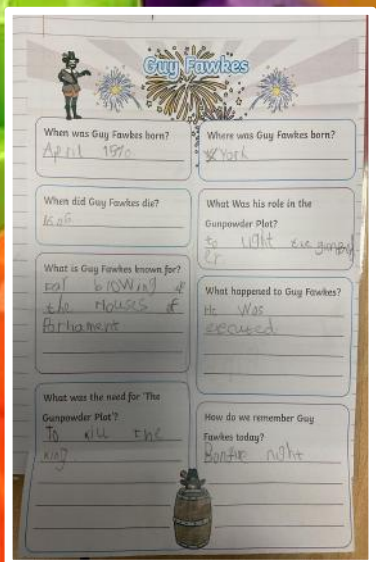 Guy Fawkes
When was Guy Fawkes born?
April 1570
Where was Guy Fawkes born?
York
When did Guy Fawkes die?
What Was his role in the
Gunpowder Plot?
to light the
What is Guy Fawkes known for?
For blowing
the Houses of
Parliament
What happened to Guy Fawkes?
He Was
What was the need for 'The
Gunpowder Plot'?
To kill the
king
How do we remember Guy
Fawkes today?
Bonfire night